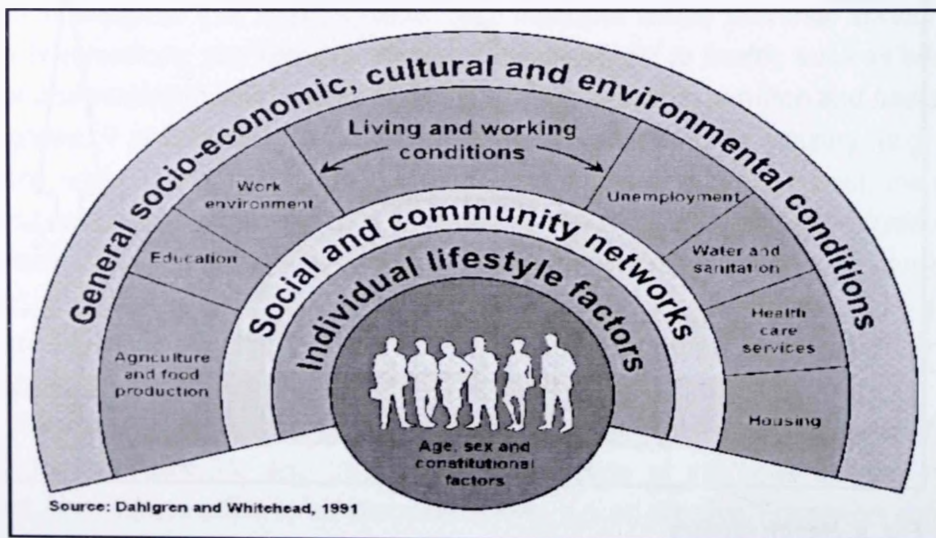 General socio-economic, cultural and environmental conditions
Living and working
conditions
Work
environment
Unemployment
Education
Water and
sanitation
Agriculture
and food
production
Health
care
services
Housing
Social and community networks
Individual lifestyle factors
Age, sex and
constitutional
factors
Source: Dahlgren and Whitehead, 1991